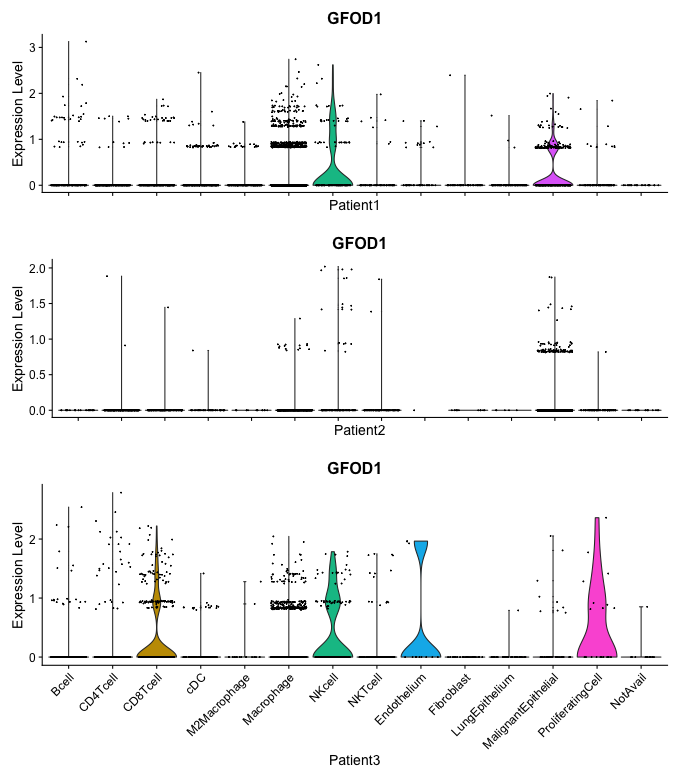 GFOD1
Expression Level
3
2
1
0
Patient1
GFOD1
Expression Level
2.0
1.5
1.0
0.5
0.0
Patient2
GFOD1
Expression Level
2
1
0
Bcell
CD4Tcell
CD8Tcell
cDC
M2Macrophage
Macrophage
NKcell
NKTcell
Endothelium
Fibroblast
LungEpithelium
MalignantEpithelial
ProliferatingCell
NotAvail
Patient3